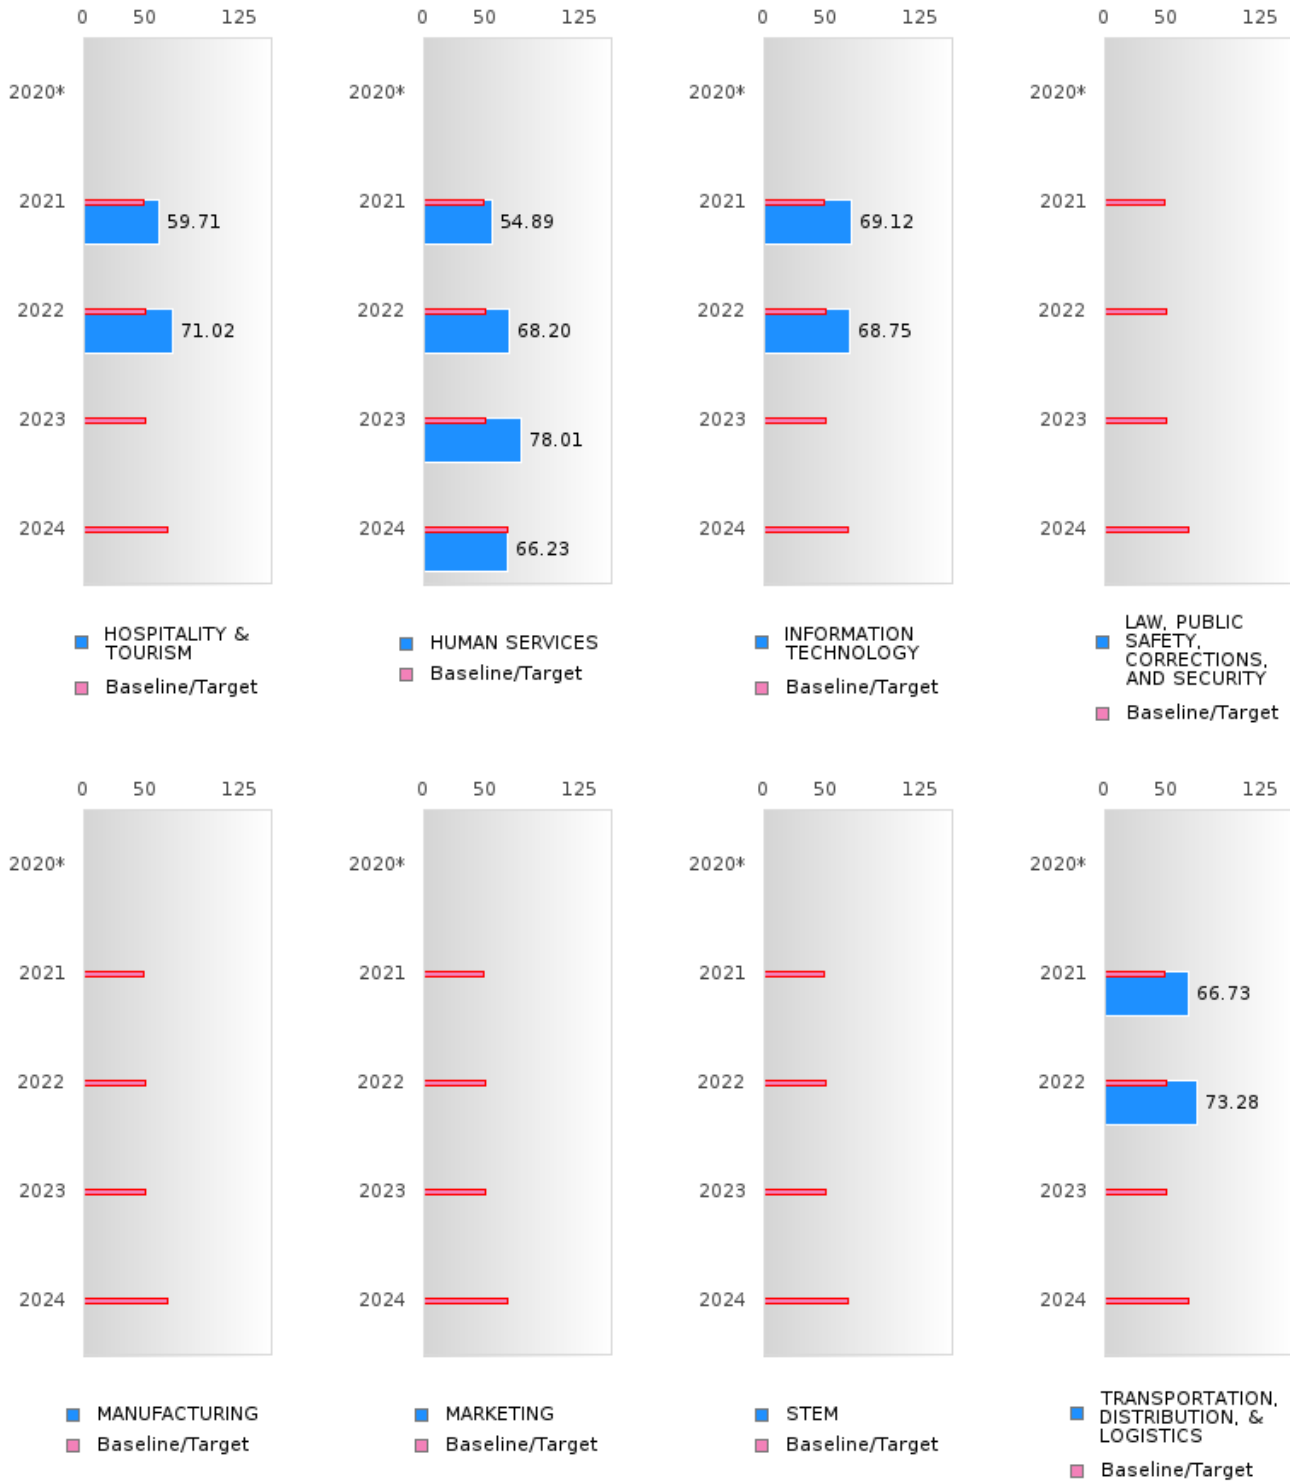 0 50 125
2020*
2021
59.71
2022
71.02
2023
2024
HOSPITALITY &
TOURISM
Baseline/Target
0 50 125
2020*
2021
54.89
2022
68.20
2023
78.01
2024
66.23
HUMAN SERVICES
Baseline/Target
0 50 125
2020*
2021
69.12
2022
68.75
2023
2024
INFORMATION
TECHNOLOGY
Baseline/Target
0 50 125
2020*
2021
2022
2023
2024
LAW, PUBLIC
SAFETY,
CORRECTIONS,
AND SECURITY
Baseline/Target
0 50 125
2020*
2021
2022
2023
2024
MANUFACTURING
Baseline/Target
0 50 125
2020*
2021
2022
2023
2024
MARKETING
Baseline/Target
0 50 125
2020*
2021
2022
2023
2024
STEM
Baseline/Target
0 50 125
2020*
2021
66.73
2022
73.28
2023
2024
TRANSPORTATION,
DISTRIBUTION, &
LOGISTICS
Baseline/Target